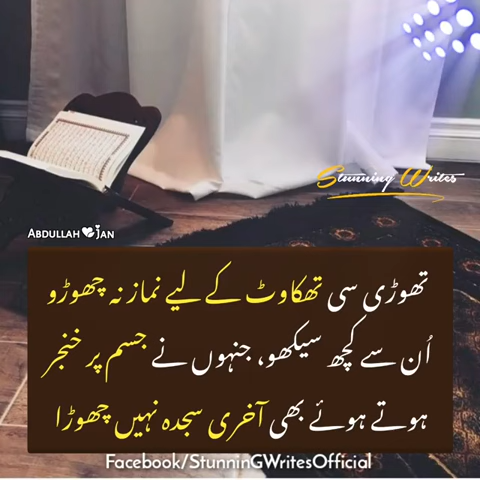 Stunning Writes
ABDULLAH JAN
تھوڑی سی تھکاوٹ کے لیے نماز نہ چھوڑو
اُن سے کچھ سیکھو، جنہوں نے جسم پر خنجر
ہوتے ہوئے بھی آخری سجدہ نہیں چھوڑا
Facebook/StunninGWritesOfficial